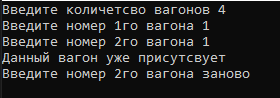 Введите количетсво вагонов 4
Введите номер 1го вагона 1
Введите номер 2го вагона 1
Данный вагон уже присутсвует
Введите номер 2го вагона заново